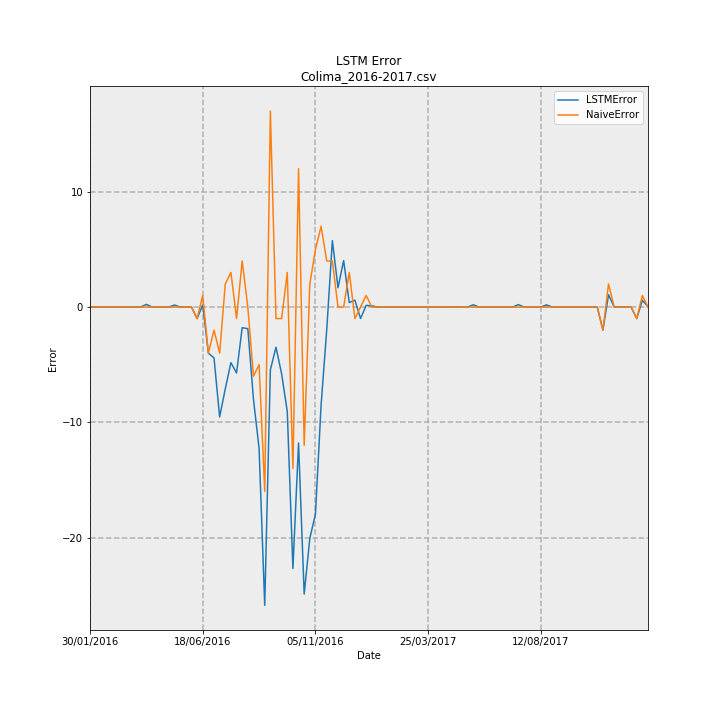 LSTM Error
Colima_2016-2017.csv
LSTMError
NaiveError
10
0
−10
−20
Error
30/01/2016
18/06/2016
05/11/2016
25/03/2017
12/08/2017
Date